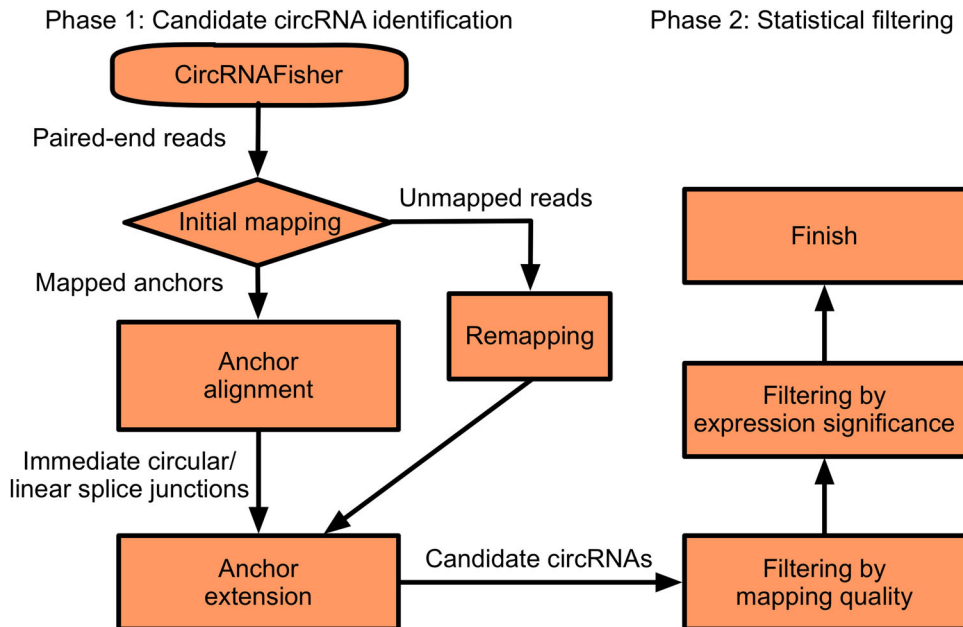 Phase 1: Candidate circRNA identification
Phase 2: Statistical filtering
CircRNAFisher
Paired-end reads
Initial mapping
Unmapped reads
Mapped anchors
Remapping
Anchor
alignment
Immediate circular/
linear splice junctions
Anchor
extension
Candidate circRNAs
Filtering by
mapping quality
Filtering by
expression significance
Finish